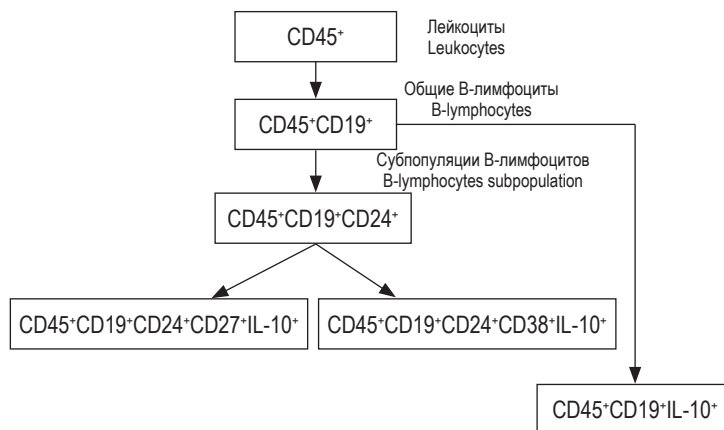 CD45⁺
Лейкоциты
Leukocytes
Общие В-лимфоциты
B-lymphocytes
CD45⁺CD19⁺
Субпопуляции В-лимфоцитов
B-lymphocytes subpopulation
CD45⁺CD19⁺CD24⁺
CD45⁺CD19⁺CD24⁺CD27⁺IL-10⁺
CD45⁺CD19⁺CD24⁺CD38⁺IL-10⁺
CD45⁺CD19⁺IL-10⁺